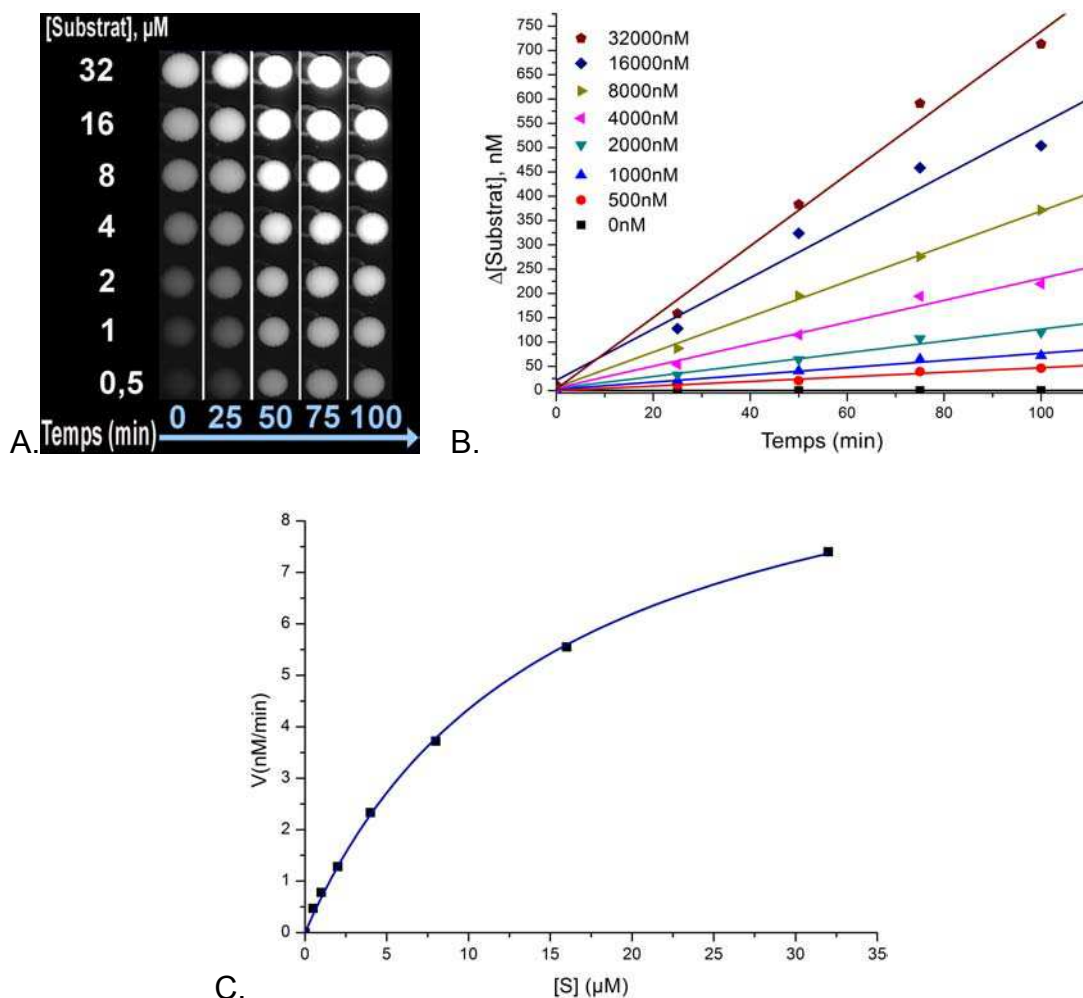 [Substrat], µM
32
16
8
4
2
1
0,5
0 25 50 75 100
Temps (min)
A.
750
700
650
600
550
500
450
400
350
300
250
200
150
100
50
0
Δ[Substrat], nM
32000nM
16000nM
8000nM
4000nM
2000nM
1000nM
500nM
0nM
0 20 40 60 80 100
Temps (min)
B.
8
7
6
5
4
3
2
1
0
V(nM/min)
0 5 10 15 20 25 30 35
[S] (µM)
C.